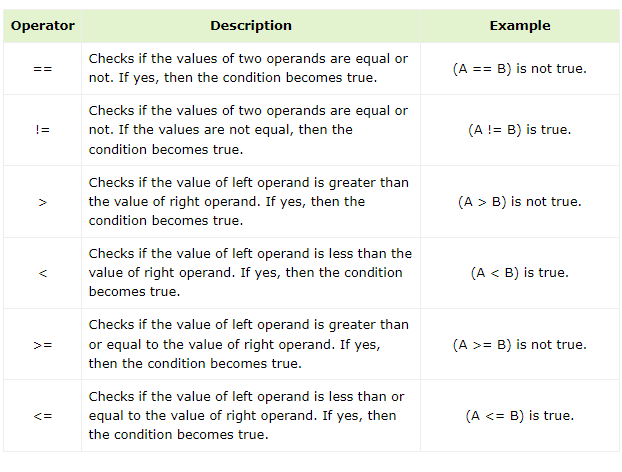 Operator Description Example
== Checks if the values of two operands are equal or
not. If yes, then the condition becomes true. (A == B) is not true.
!= Checks if the values of two operands are equal or
not. If the values are not equal, then the
condition becomes true. (A != B) is true.
> Checks if the value of left operand is greater than
the value of right operand. If yes, then the
condition becomes true. (A > B) is not true.
< Checks if the value of left operand is less than the
value of right operand. If yes, then the condition
becomes true. (A < B) is true.
>= Checks if the value of left operand is greater than
or equal to the value of right operand. If yes,
then the condition becomes true. (A >= B) is not true.
<= Checks if the value of left operand is less than or
equal to the value of right operand. If yes, then
the condition becomes true. (A <= B) is true.